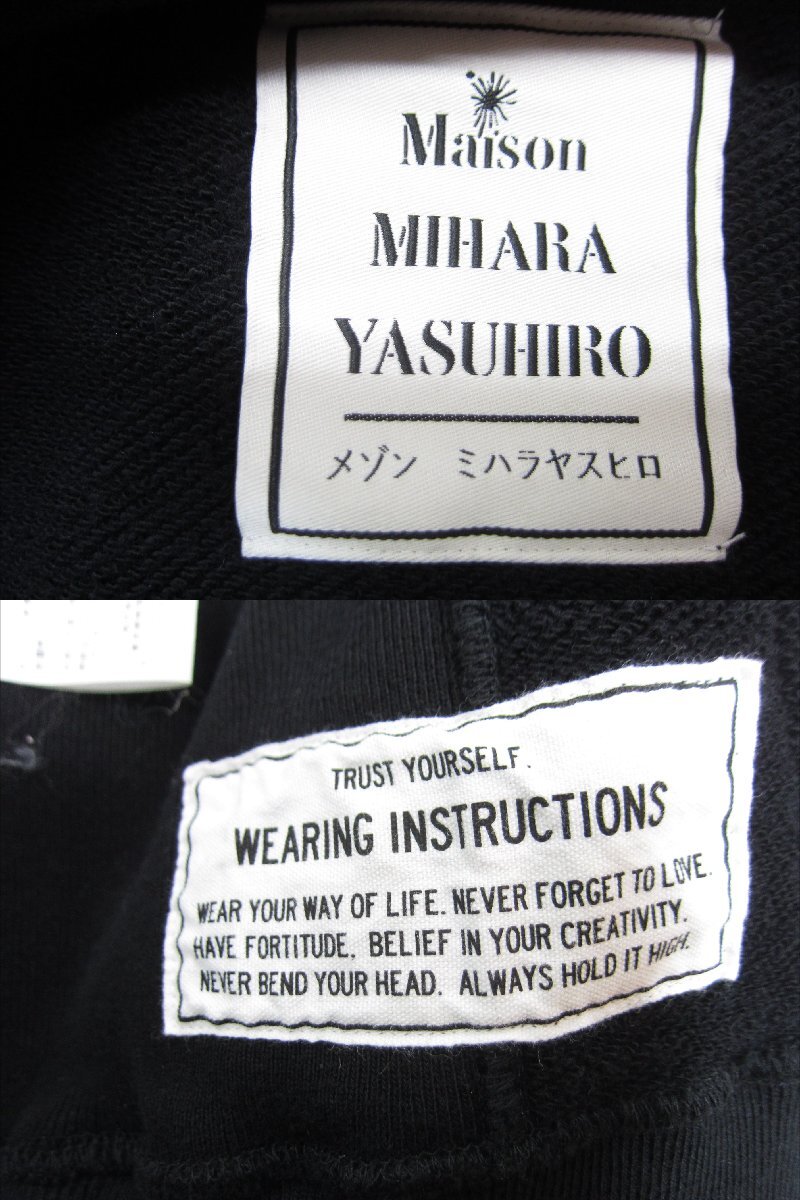 Maison
MIHARA
YASUHIRO
メゾン ミハラヤスヒロ
TRUST YOURSELF.
WEARING INSTRUCTIONS
WEAR YOUR WAY OF LIFE. NEVER FORGET TO LOVE.
HAVE FORTITUDE. BELIEF IN YOUR CREATIVITY.
NEVER BEND YOUR HEAD. ALWAYS HOLD IT HIGH.